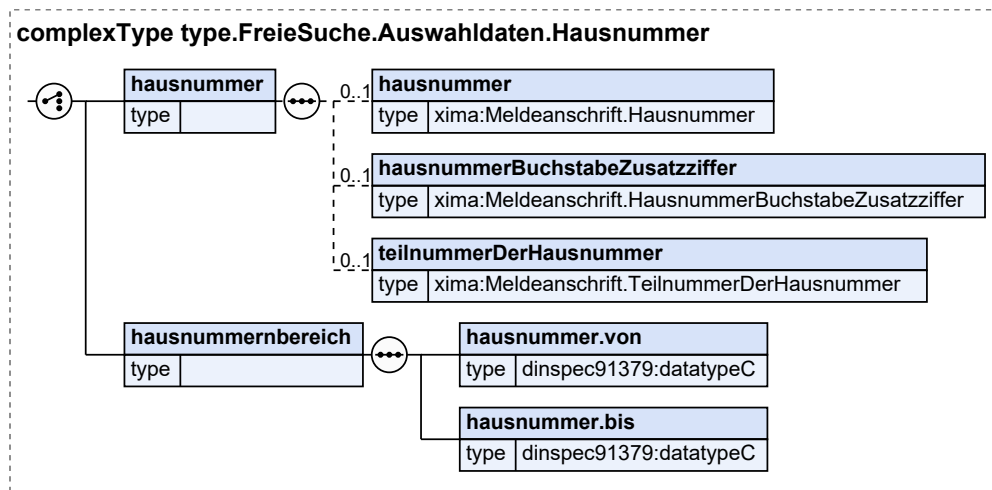 complexType type.FreieSuche.Auswahldaten.Hausnummer
hausnummer
type
0..1
hausnummer
type xima:Meldeanschrift.Hausnummer
0..1
hausnummerBuchstabeZusatzziffer
type xima:Meldeanschrift.HausnummerBuchstabeZusatzziffer
0..1
teilnummerDerHausnummer
type xima:Meldeanschrift.TeilnummerDerHausnummer
hausnummernbereich
type
hausnummer.von
type dinspec91379:datatypeC
hausnummer.bis
type dinspec91379:datatypeC